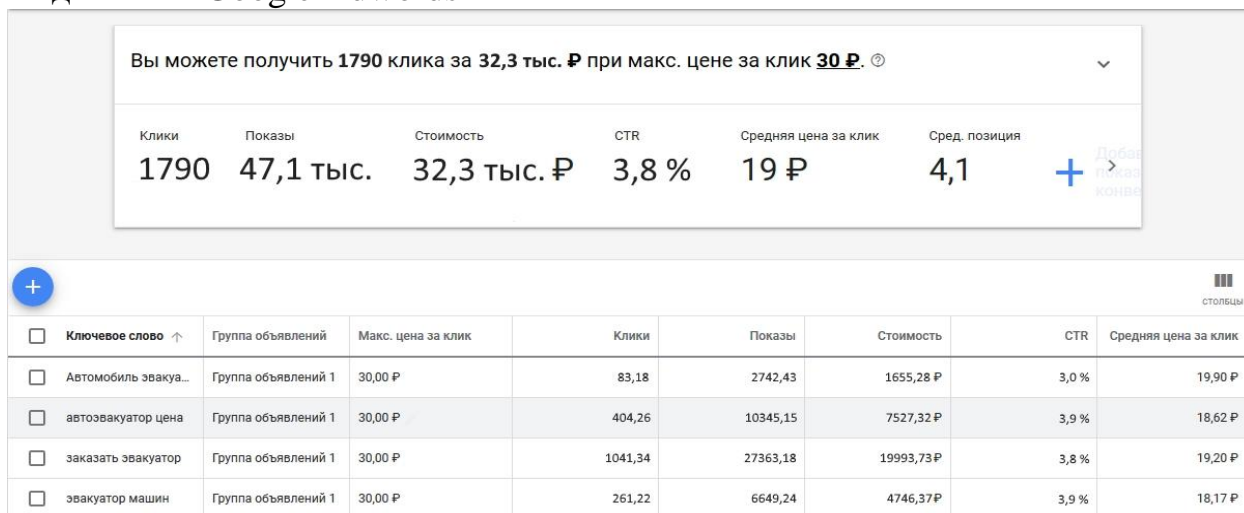 Google Adwords
Вы можете получить 1790 клика за 32,3 тыс. ₽ при макс. цене за клик 30 ₽.
Клики Показы Стоимость CTR Средняя цена за клик Сред. позиция
1790 47,1 тыс. 32,3 тыс. ₽ 3,8 % 19 ₽ 4,1
столбцы
Ключевое слово Группа объявлений Макс. цена за клик Клики Показы Стоимость CTR Средняя цена за клик
Автомобиль эвакуа... Группа объявлений 1 30,00 ₽ 83,18 2742,43 1655,28 ₽ 3,0 % 19,90 ₽
автоэвакуатор цена Группа объявлений 1 30,00 ₽ 404,26 10345,15 7527,32 ₽ 3,9 % 18,62 ₽
заказать эвакуатор Группа объявлений 1 30,00 ₽ 1041,34 27363,18 19993,73₽ 3,8 % 19,20 ₽
эвакуатор машин Группа объявлений 1 30,00 ₽ 261,22 6649,24 4746,37₽ 3,9 % 18,17 ₽